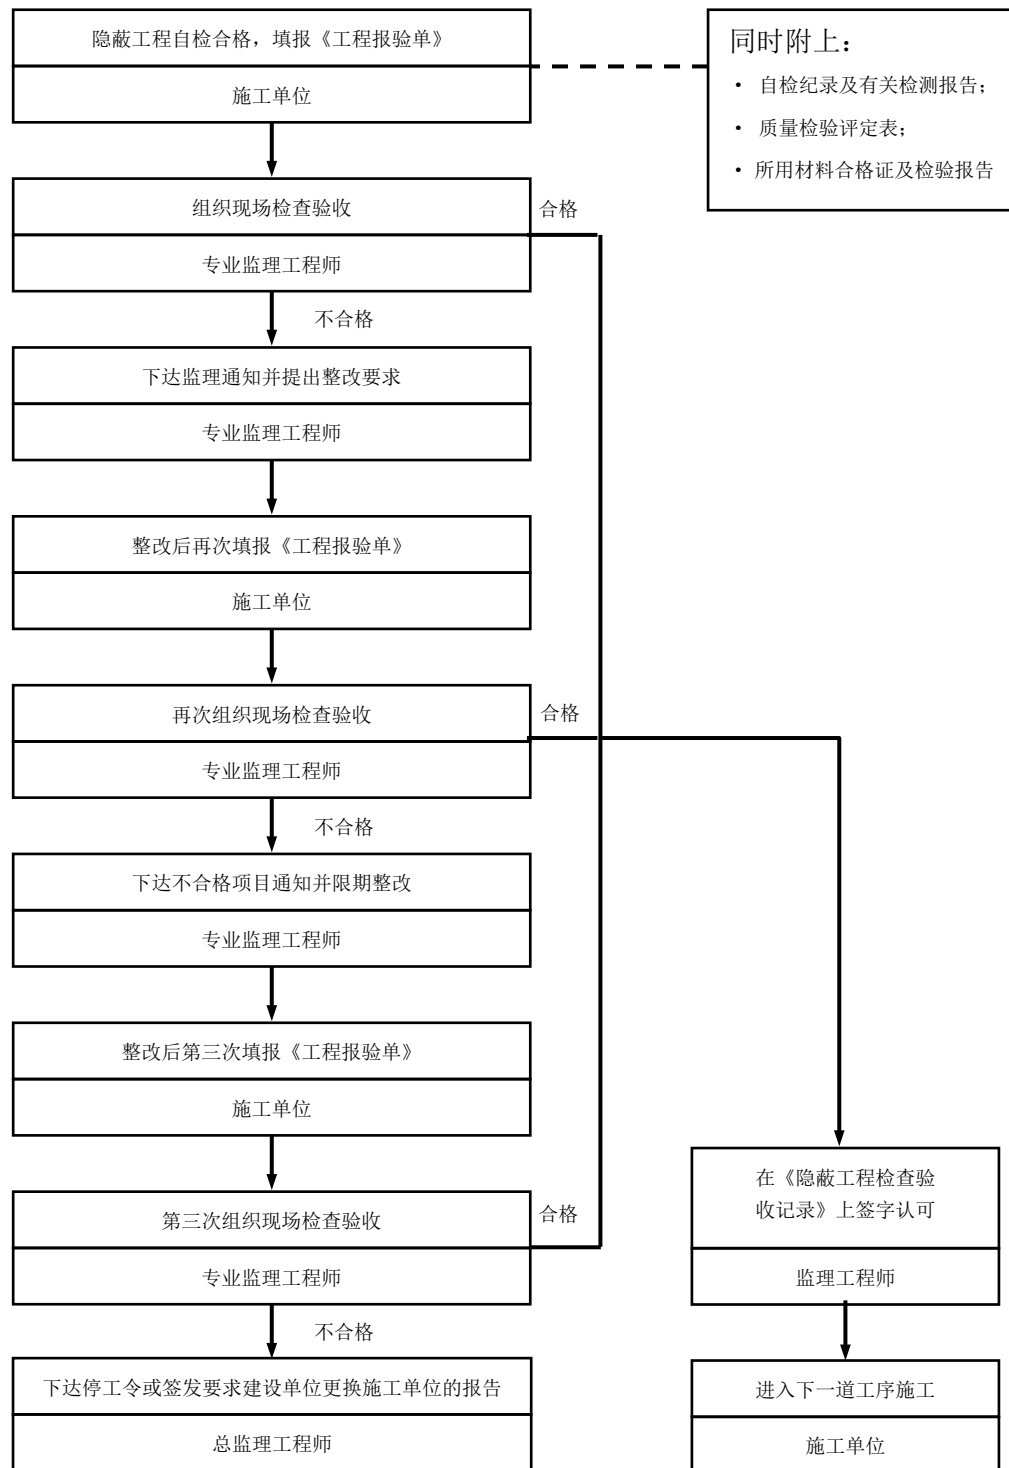 隐蔽工程自检合格，填报《工程报验单》
施工单位
同时附上：
· 自检纪录及有关检测报告；
· 质量检验评定表；
· 所用材料合格证及检验报告
组织现场检查验收
合格
专业监理工程师
不合格
下达监理通知并提出整改要求
专业监理工程师
整改后再次填报《工程报验单》
施工单位
再次组织现场检查验收
合格
专业监理工程师
不合格
下达不合格项目通知并限期整改
专业监理工程师
整改后第三次填报《工程报验单》
施工单位
第三次组织现场检查验收
合格
专业监理工程师
不合格
下达停工令或签发要求建设单位更换施工单位的报告
总监理工程师
在《隐蔽工程检查验
收记录》上签字认可
监理工程师
进入下一道工序施工
施工单位